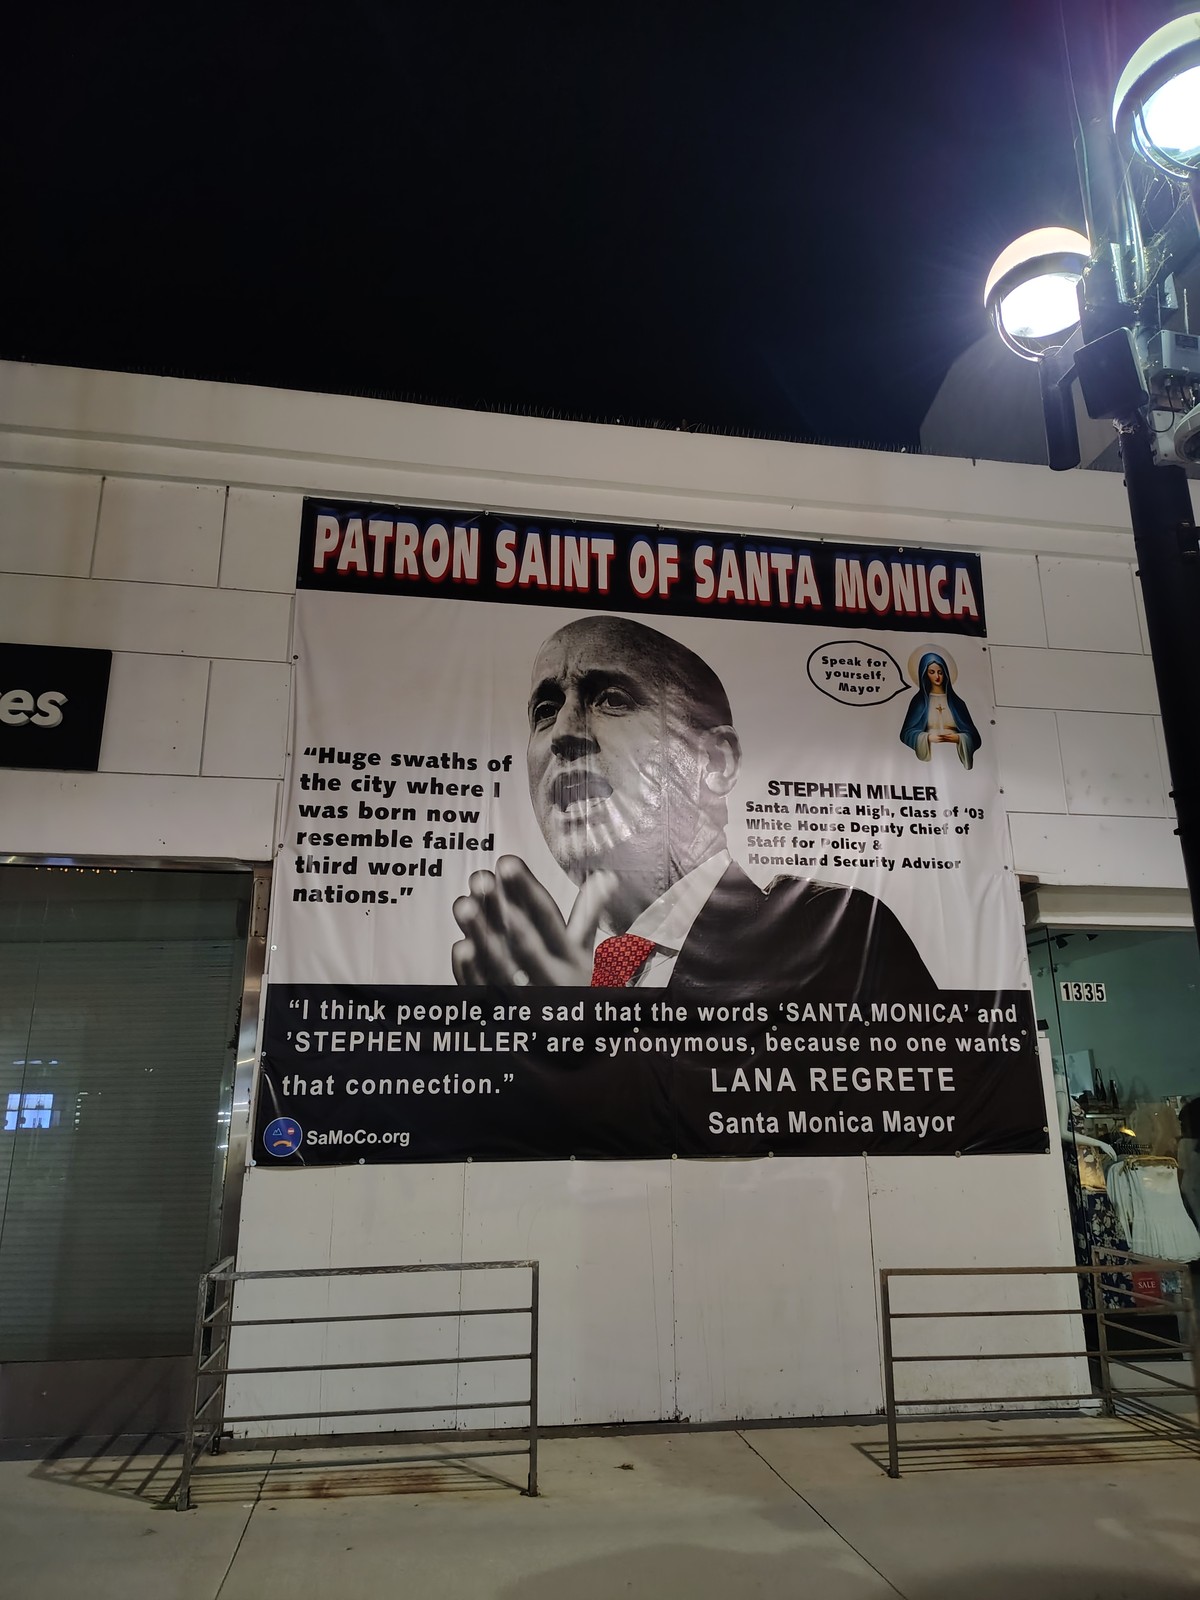 PATRON SAINT OF SANTA MONICA
Speak for
yourself,
Mayor
"Huge swaths of
the city where I
was born now
resemble failed
third world
nations."
STEPHEN MILLER
Santa Monica High, Class of '03
White House Deputy Chief of
Staff for Policy &
Homeland Security Advisor
"I think people are sad that the words 'SANTA MONICA' and
'STEPHEN MILLER' are synonymous, because no one wants
that connection."
LANA REGRETE
Santa Monica Mayor
SaMoCo.org
es
1335
SALE